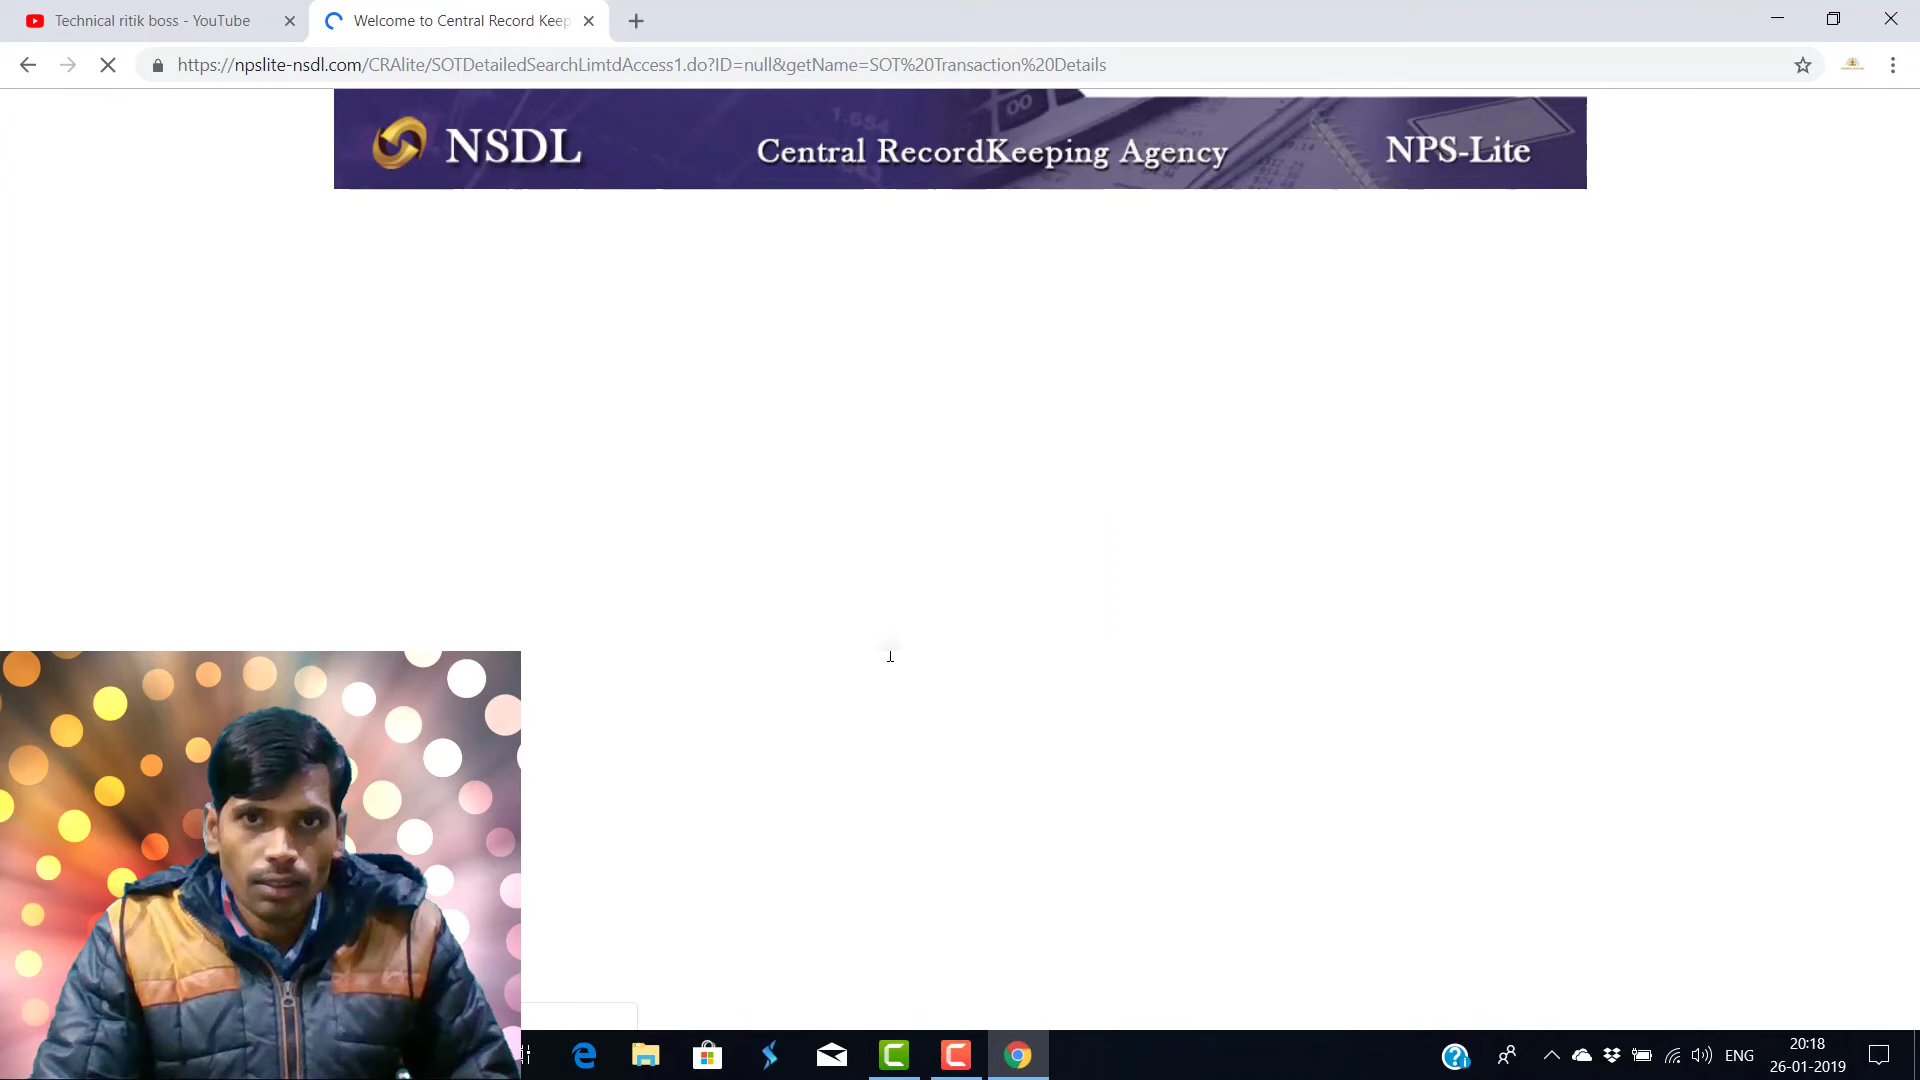 Technical ritik boss - YouTube
Welcome to Central Record Keep
https://npslite-nsdl.com/CRAlite/SOTDetailedSearchLimtdAccess1.do?ID=null&getName=SOT%20Transaction%20Details
NSDL
Central RecordKeeping Agency
NPS-Lite
ENG
20:18
26-01-2019